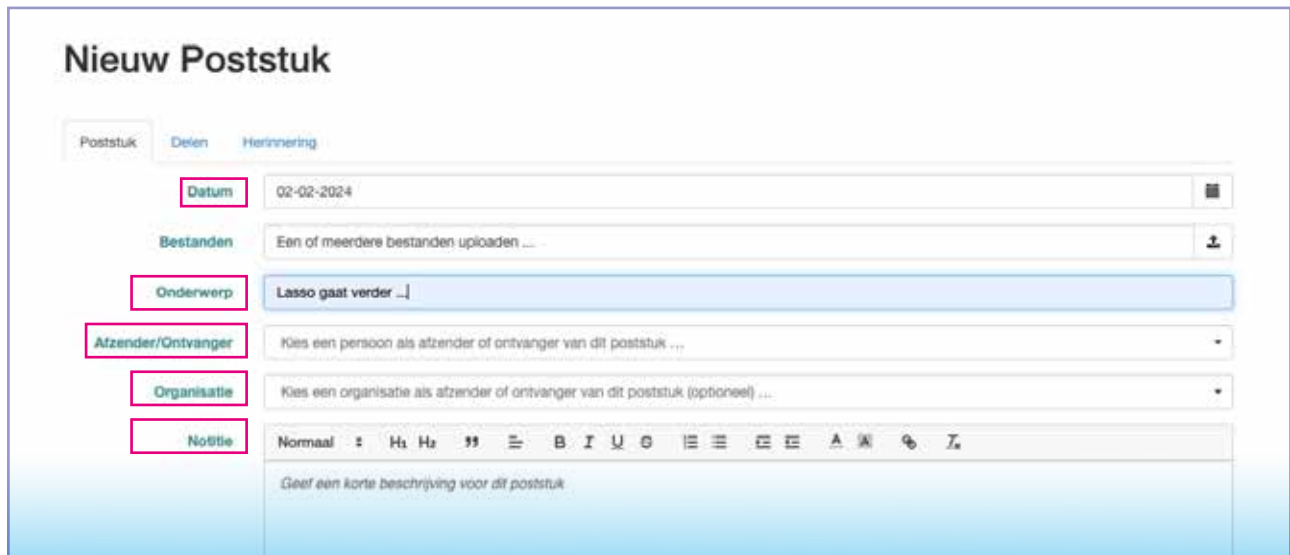 Nieuw Poststuk
Poststuk Delen Herinnering
Datum 02-02-2024
Bestanden Een of meerdere bestanden uploaden ...
Onderwerp Lasso gaat verder ...
Afzender/Ontvanger Kies een persoon als afzender of ontvanger van dit poststuk ...
Organisatie Kies een organisatie als afzender of ontvanger van dit poststuk (optioneel) ...
Notitie Normaal H1 H2 B I U S A A
Geef een korte beschrijving voor dit poststuk